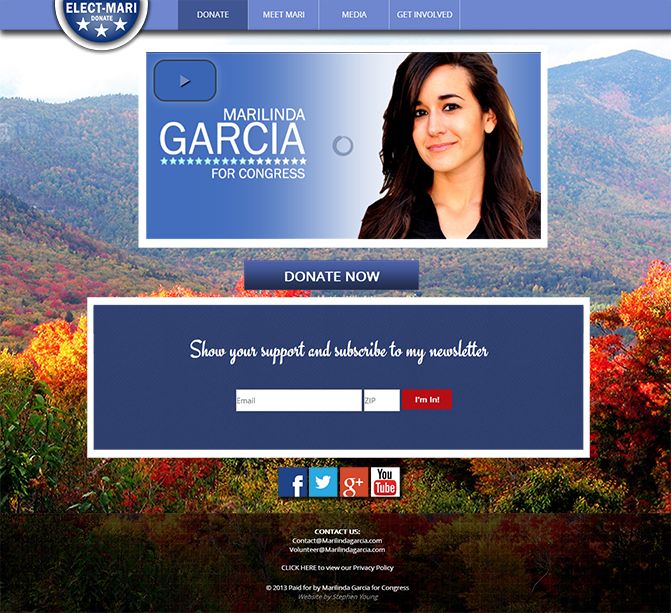 ELECT-MARI
DONATE
DONATE
MEET MARI
MEDIA
GET INVOLVED
MARILINDA
GARCIA
FOR CONGRESS
DONATE NOW
Show your support and subscribe to my newsletter
Email
ZIP
I'm In!
f
g+
You
Tube
CONTACT US:
Contact@Marilindagarcia.com
Volunteer@Marilindagarcia.com
CLICK HERE to view our Privacy Policy
© 2013 Paid for by Marilinda Garcia for Congress
Website by Stephen Young